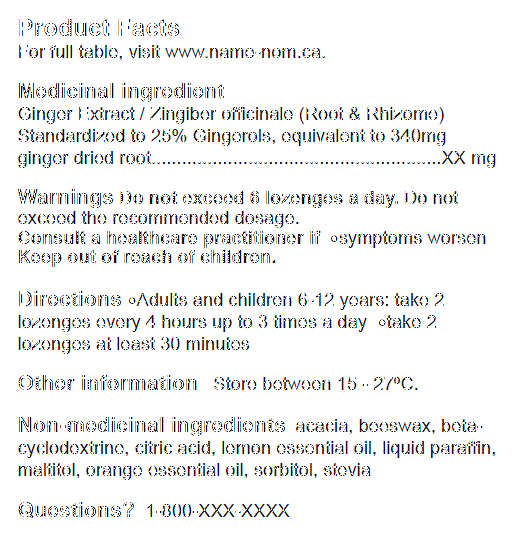 Product Facts
For full table, visit www.name-nom.ca.
Medicinal ingredient
Ginger Extract / Zingiber officinale (Root & Rhizome)
Standardized to 25% Gingerols, equivalent to 340mg
ginger dried root.........................................................XX mg
Warnings Do not exceed 6 lozenges a day. Do not
exceed the recommended dosage.
Consult a healthcare practitioner if ∘symptoms worsen
Keep out of reach of children.
Directions ∘Adults and children 6-12 years: take 2
lozenges every 4 hours up to 3 times a day ∘take 2
lozenges at least 30 minutes
Other information Store between 15 - 27ºC.
Non-medicinal ingredients acacia, beeswax, beta-
cyclodextrine, citric acid, lemon essential oil, liquid paraffin,
maltitol, orange essential oil, sorbitol, stevia
Questions? 1-800-XXX-XXXX